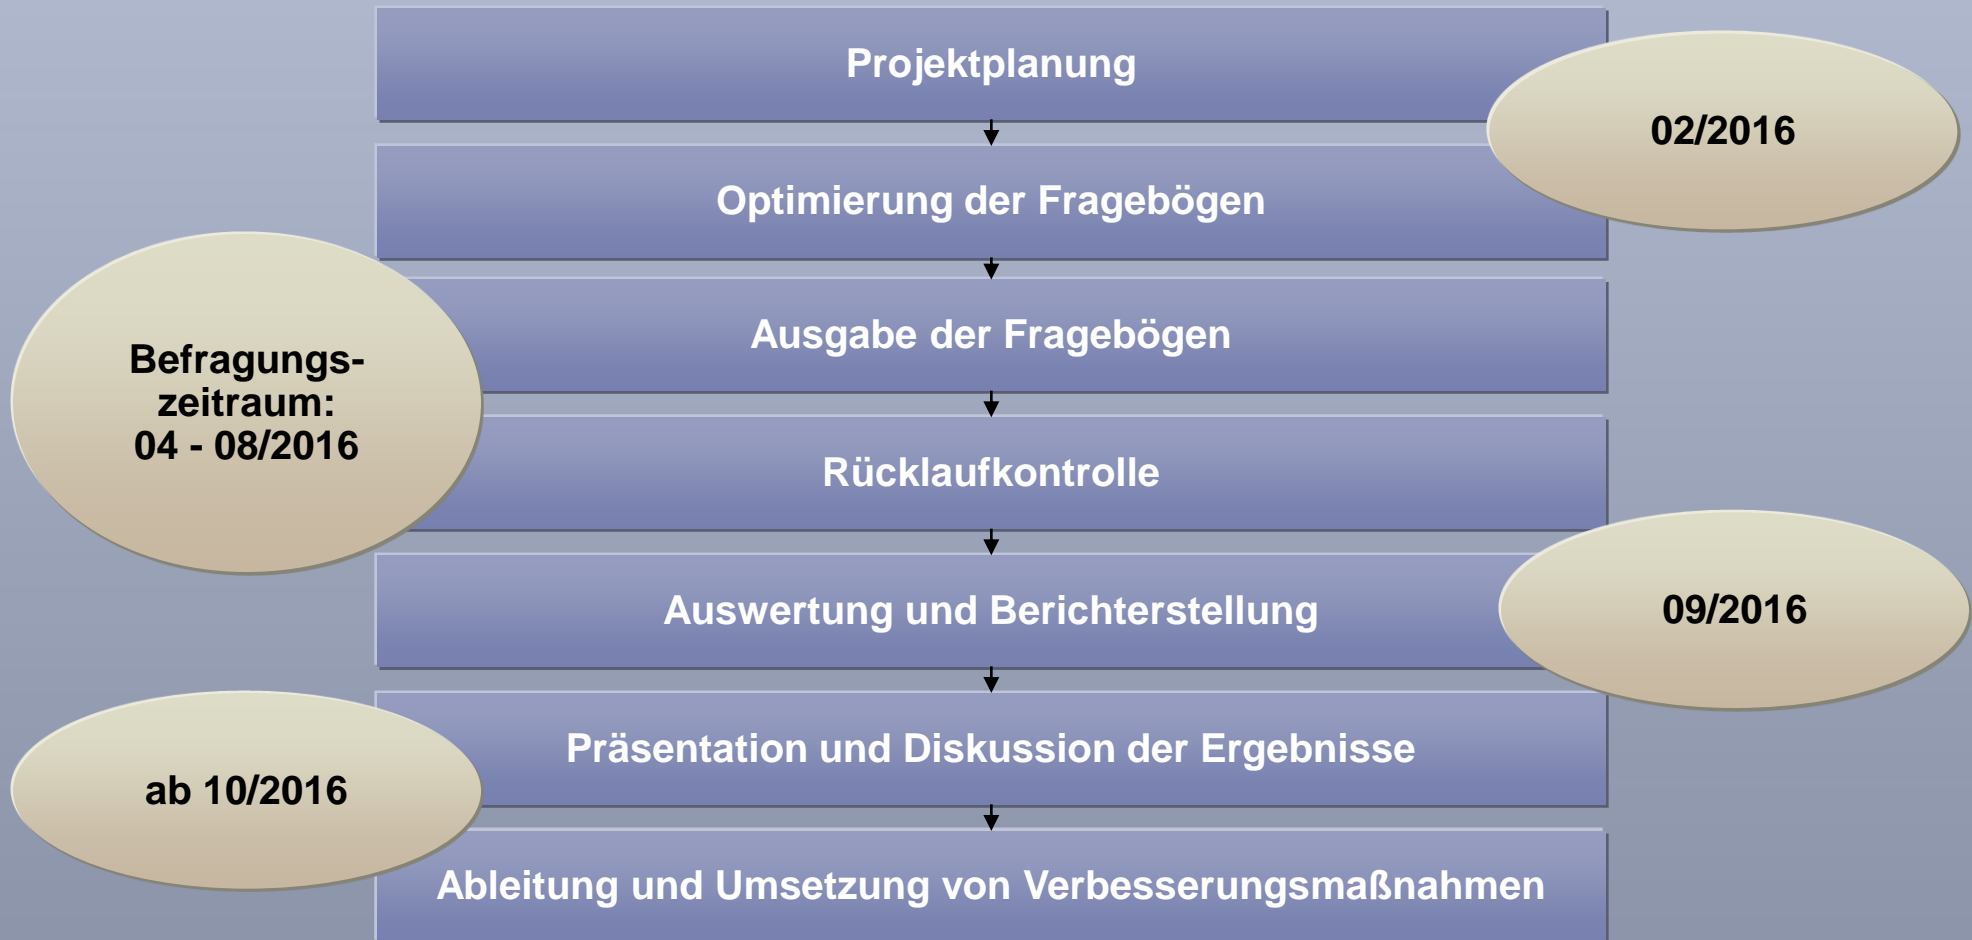 Projektplanung
02/2016
Optimierung der Fragebögen
Ausgabe der Fragebögen
Befragungs-
zeitraum:
04 - 08/2016
Rücklaufkontrolle
Auswertung und Berichterstellung
09/2016
Präsentation und Diskussion der Ergebnisse
ab 10/2016
Ableitung und Umsetzung von Verbesserungsmaßnahmen